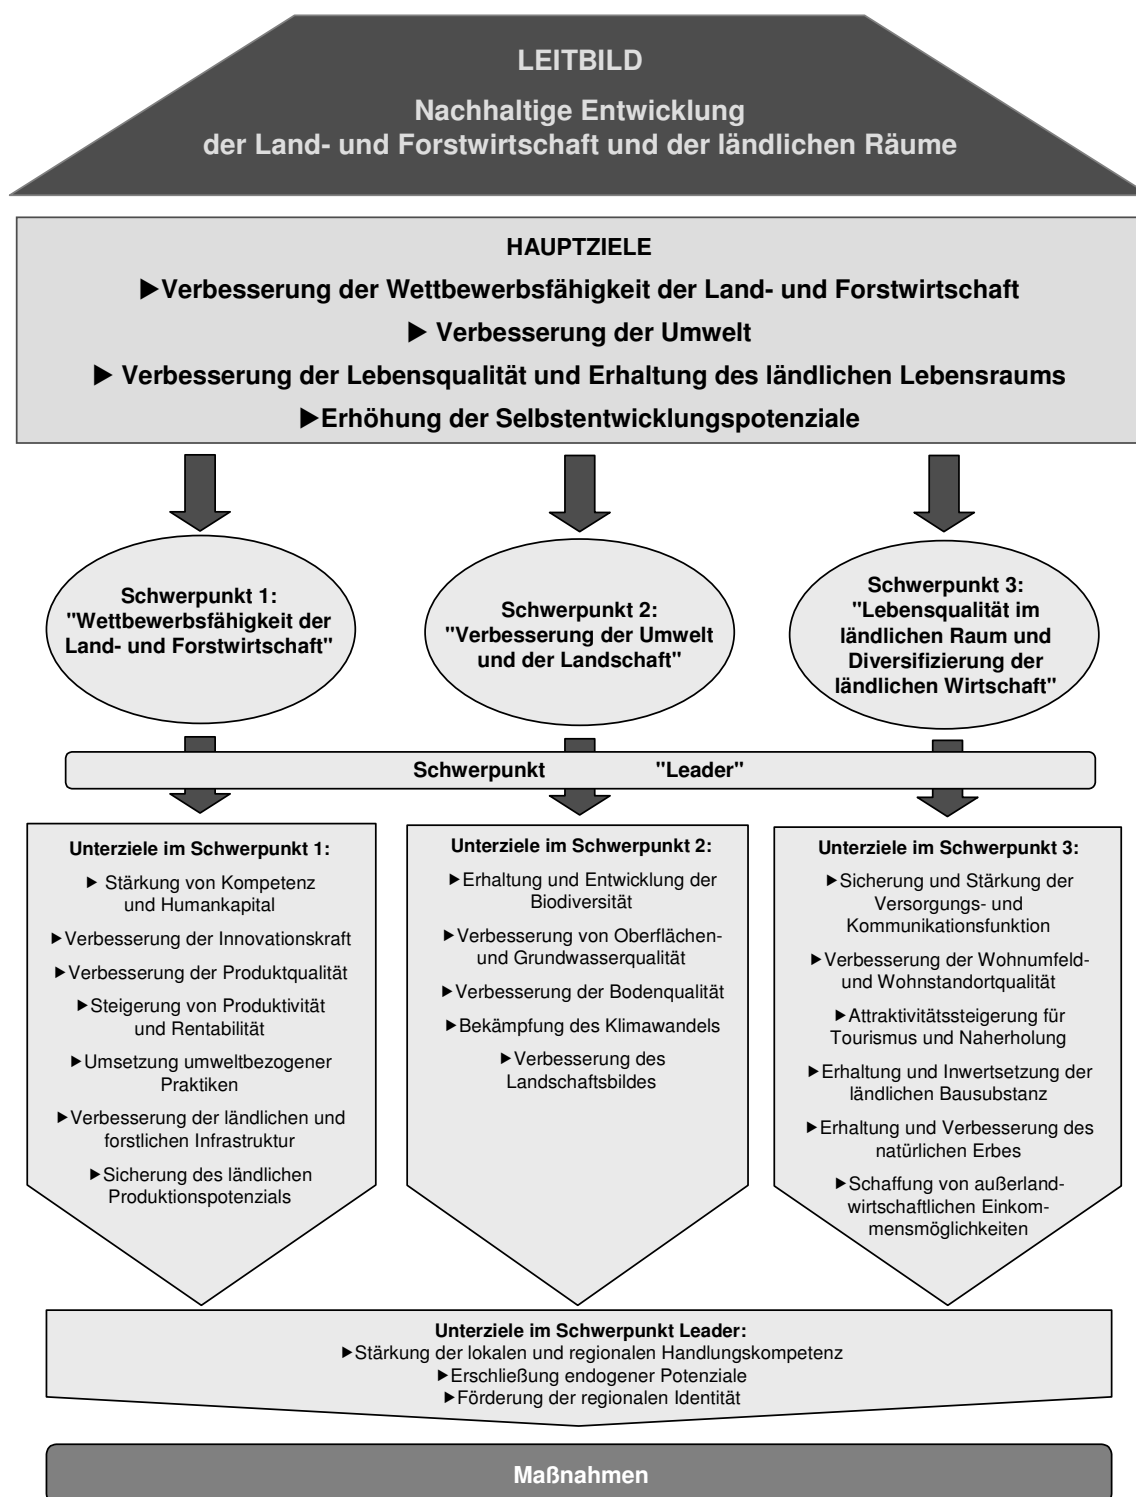 LEITBILD
Nachhaltige Entwicklung
der Land- und Forstwirtschaft und der ländlichen Räume
HAUPTZIELE
▶Verbesserung der Wettbewerbsfähigkeit der Land- und Forstwirtschaft
▶ Verbesserung der Umwelt
▶ Verbesserung der Lebensqualität und Erhaltung des ländlichen Lebensraums
▶Erhöhung der Selbstentwicklungspotenziale
Schwerpunkt 1:
"Wettbewerbsfähigkeit der
Land- und Forstwirtschaft"
Schwerpunkt 2:
"Verbesserung der Umwelt
und der Landschaft"
Schwerpunkt 3:
"Lebensqualität im
ländlichen Raum und
Diversifizierung der
ländlichen Wirtschaft"
Schwerpunkt "Leader"
Unterziele im Schwerpunkt 1:
▶ Stärkung von Kompetenz
und Humankapital
▶Verbesserung der Innovationskraft
▶Verbesserung der Produktqualität
▶Steigerung von Produktivität
und Rentabilität
▶Umsetzung umweltbezogener
Praktiken
▶Verbesserung der ländlichen und
forstlichen Infrastruktur
▶Sicherung des ländlichen
Produktionspotenzials
Unterziele im Schwerpunkt 2:
▶Erhaltung und Entwicklung der
Biodiversität
▶Verbesserung von Oberflächen-
und Grundwasserqualität
▶Verbesserung der Bodenqualität
▶Bekämpfung des Klimawandels
▶Verbesserung des
Landschaftsbildes
Unterziele im Schwerpunkt 3:
▶Sicherung und Stärkung der
Versorgungs- und
Kommunikationsfunktion
▶Verbesserung der Wohnumfeld-
und Wohnstandortqualität
▶Attraktivitätssteigerung für
Tourismus und Naherholung
▶Erhaltung und Inwertsetzung der
ländlichen Bausubstanz
▶Erhaltung und Verbesserung des
natürlichen Erbes
▶Schaffung von außerland-
wirtschaftlichen Einkom-
mensmöglichkeiten
Unterziele im Schwerpunkt Leader:
▶Stärkung der lokalen und regionalen Handlungskompetenz
▶Erschließung endogener Potenziale
▶Förderung der regionalen Identität
Maßnahmen